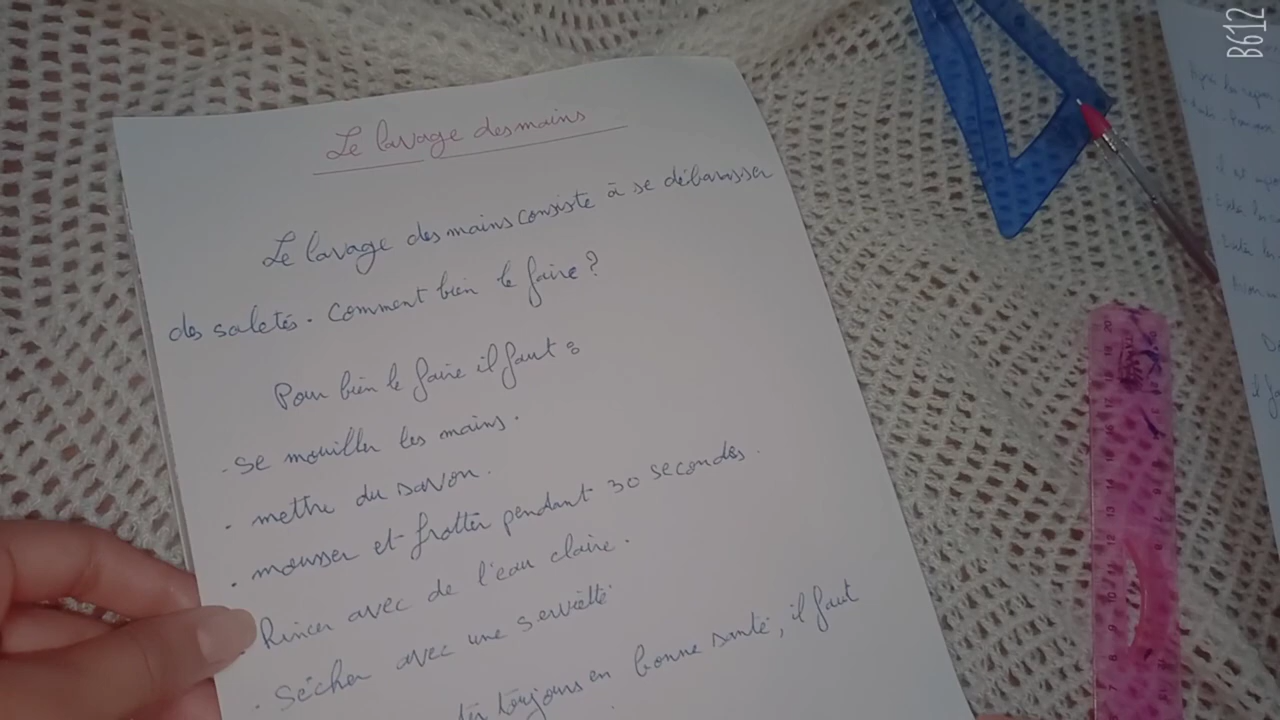 Le lavage des mains
Le lavage des mains consiste à se débarrasser
des saletés. Comment bien le faire ?
Pour bien le faire il faut :
- se mouiller les mains.
. mettre du savon.
. mousser et frotter pendant 30 secondes.
. Rincer avec de l'eau claire.
. Sécher avec une serviette
toujours en bonne santé, il faut
B612